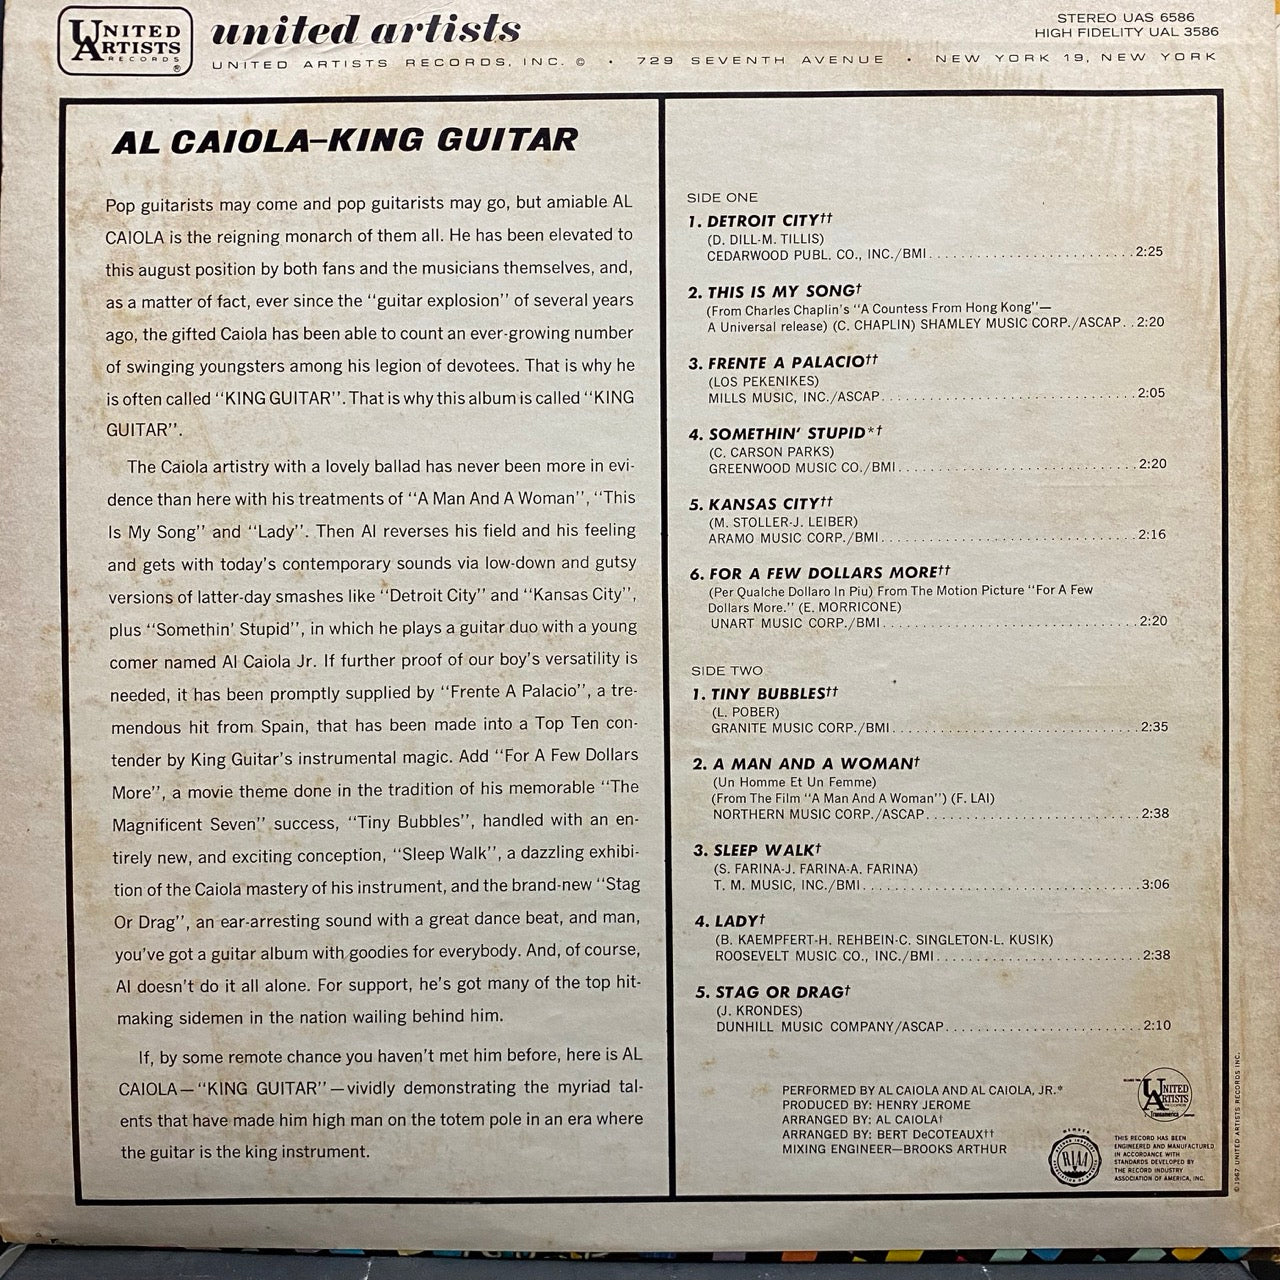 UNITED
ARTISTS
RECORDS
®
united artists
UNITED ARTISTS RECORDS, INC. © • 729 SEVENTH AVENUE • NEW YORK 19, NEW YORK
STEREO UAS 6586
HIGH FIDELITY UAL 3586
AL CAIOLA—KING GUITAR
Pop guitarists may come and pop guitarists may go, but amiable AL
CAIOLA is the reigning monarch of them all. He has been elevated to
this august position by both fans and the musicians themselves, and,
as a matter of fact, ever since the "guitar explosion" of several years
ago, the gifted Caiola has been able to count an ever-growing number
of swinging youngsters among his legion of devotees. That is why he
is often called "KING GUITAR". That is why this album is called "KING
GUITAR".
The Caiola artistry with a lovely ballad has never been more in evi-
dence than here with his treatments of "A Man And A Woman", "This
Is My Song" and "Lady". Then Al reverses his field and his feeling
and gets with today's contemporary sounds via low-down and gutsy
versions of latter-day smashes like "Detroit City" and "Kansas City",
plus "Somethin' Stupid", in which he plays a guitar duo with a young
comer named Al Caiola Jr. If further proof of our boy's versatility is
needed, it has been promptly supplied by "Frente A Palacio", a tre-
mendous hit from Spain, that has been made into a Top Ten con-
tender by King Guitar's instrumental magic. Add "For A Few Dollars
More", a movie theme done in the tradition of his memorable "The
Magnificent Seven" success, "Tiny Bubbles", handled with an en-
tirely new, and exciting conception, "Sleep Walk", a dazzling exhibi-
tion of the Caiola mastery of his instrument, and the brand-new "Stag
Or Drag", an ear-arresting sound with a great dance beat, and man,
you've got a guitar album with goodies for everybody. And, of course,
Al doesn't do it all alone. For support, he's got many of the top hit-
making sidemen in the nation wailing behind him.
If, by some remote chance you haven't met him before, here is AL
CAIOLA—"KING GUITAR"—vividly demonstrating the myriad tal-
ents that have made him high man on the totem pole in an era where
the guitar is the king instrument.
SIDE ONE
1. DETROIT CITY††
(D. DILL-M. TILLIS)
CEDARWOOD PUBL. CO., INC./BMI..........................2:25
2. THIS IS MY SONG†
(From Charles Chaplin's "A Countess From Hong Kong"—
A Universal release) (C. CHAPLIN) SHAMLEY MUSIC CORP./ASCAP..2:20
3. FRENTE A PALACIO††
(LOS PEKENIKES)
MILLS MUSIC, INC./ASCAP................................2:05
4. SOMETHIN' STUPID*†
(C. CARSON PARKS)
GREENWOOD MUSIC CO./BMI..............................2:20
5. KANSAS CITY††
(M. STOLLER-J. LEIBER)
ARAMO MUSIC CORP./BMI................................2:16
6. FOR A FEW DOLLARS MORE††
(Per Qualche Dollaro In Piu) From The Motion Picture "For A Few
Dollars More." (E. MORRICONE)
UNART MUSIC CORP./BMI................................2:20
SIDE TWO
1. TINY BUBBLES††
(L. POBER)
GRANITE MUSIC CORP./BMI..............................2:35
2. A MAN AND A WOMAN†
(Un Homme Et Un Femme)
(From The Film "A Man And A Woman") (F. LAI)
NORTHERN MUSIC CORP./ASCAP...........................2:38
3. SLEEP WALK†
(S. FARINA-J. FARINA-A. FARINA)
T. M. MUSIC, INC./BMI..................................3:06
4. LADY†
(B. KAEMPFERT-H. REHBEIN-C. SINGLETON-L. KUSIK)
ROOSEVELT MUSIC CO., INC./BMI.........................2:38
5. STAG OR DRAG†
(J. KRONDES)
DUNHILL MUSIC COMPANY/ASCAP.........................2:10
PERFORMED BY AL CAIOLA AND AL CAIOLA, JR.*
PRODUCED BY: HENRY JEROME
ARRANGED BY: AL CAIOLA†
ARRANGED BY: BERT DeCOTEAUX††
MIXING ENGINEER—BROOKS ARTHUR
UNITED
ARTISTS
RECORDS
Transamerica
MEMBER
RIAA
THIS RECORD HAS BEEN
ENGINEERED AND MANUFACTURED
IN ACCORDANCE WITH
STANDARDS DEVELOPED BY
THE RECORD INDUSTRY
ASSOCIATION OF AMERICA, INC.
© 1967 UNITED ARTISTS RECORDS INC.